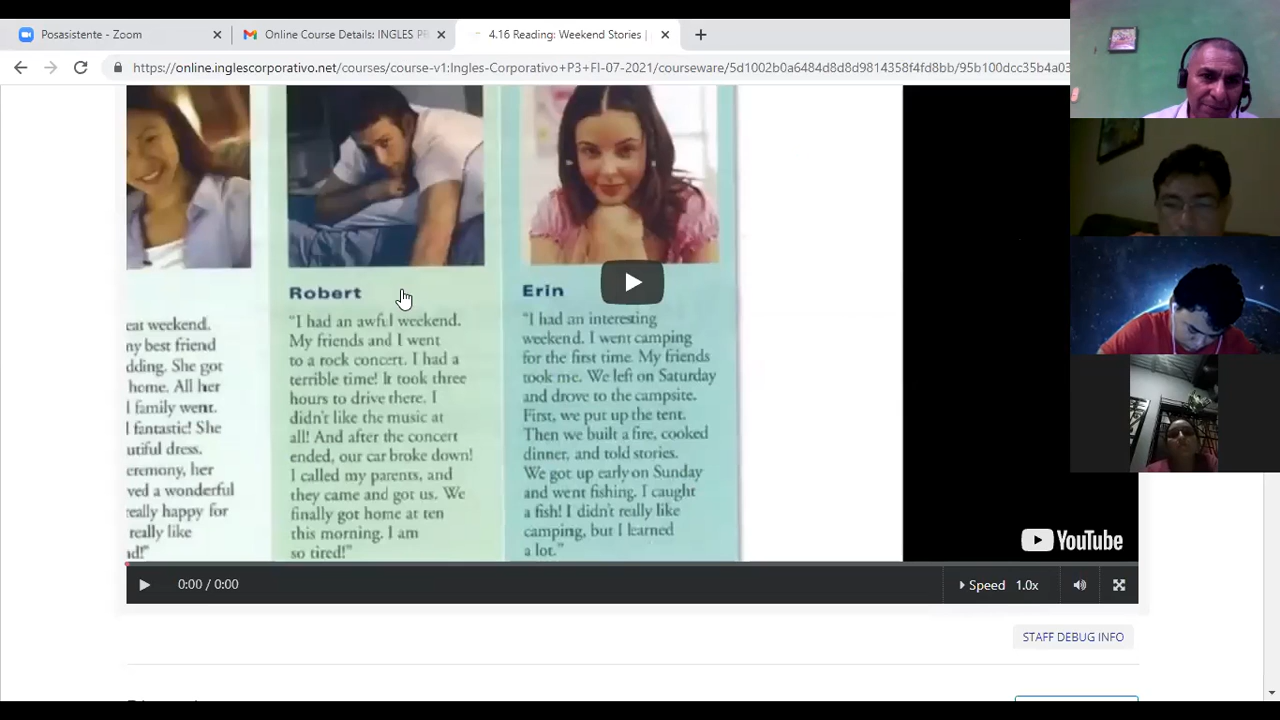 Posasistente - Zoom
Online Course Details: INGLES PR
4.16 Reading: Weekend Stories |
https://online.inglescorporativo.net/courses/course-v1:Ingles-Corporativo+P3+FI-07-2021/courseware/5d1002b0a6484d8d8d9814358f4fd8bb/95b100dcc35b4a03
eat weekend.
ny best friend
dding. She got
home. All her
l family went.
l fantastic! She
utiful dress.
eremony, her
ved a wonderful
really happy for
really like
nd!"
Robert
"I had an awful weekend.
My friends and I went
to a rock concert. I had a
terrible time! It took three
hours to drive there. I
didn't like the music at
all! And after the concert
ended, our car broke down!
I called my parents, and
they came and got us. We
finally got home at ten
this morning. I am
so tired!"
Erin
"I had an interesting
weekend. I went camping
for the first time. My friends
took me. We left on Saturday
and drove to the campsite.
First, we put up the tent.
Then we built a fire, cooked
dinner, and told stories.
We got up early on Sunday
and went fishing. I caught
a fish! I didn't really like
camping, but I learned
a lot."
YouTube
0:00 / 0:00
Speed 1.0x
STAFF DEBUG INFO